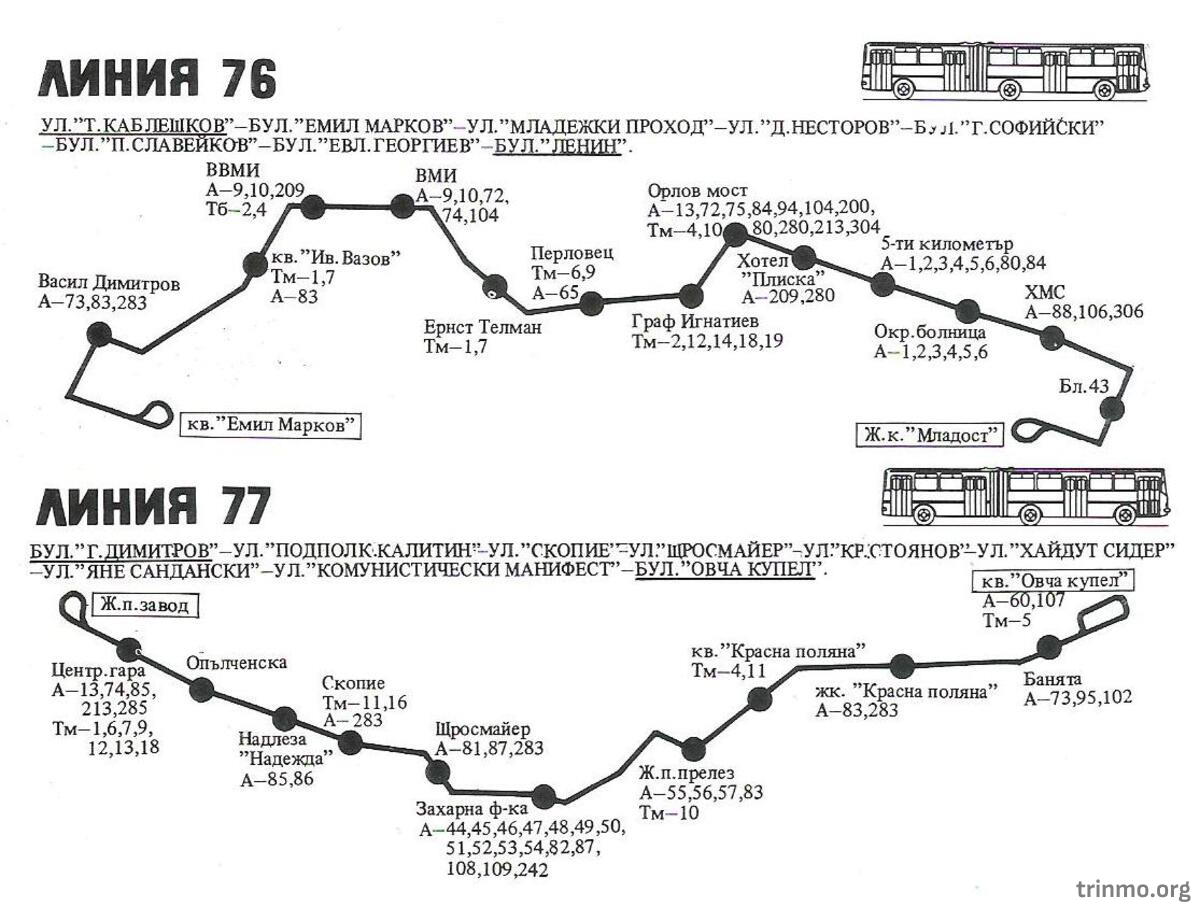 ЛИНИЯ 76
УЛ."Т.КАБЛЕШКОВ"–БУЛ."ЕМИЛ МАРКОВ"–УЛ."МЛАДЕЖКИ ПРОХОД"–УЛ."Д.НЕСТОРОВ"–БУЛ."Г.СОФИЙСКИ"
–БУЛ."П.СЛАВЕЙКОВ"–БУЛ."ЕВЛ.ГЕОРГИЕВ"–БУЛ."ЛЕНИН".
ВВМИ
А–9,10,209
Тб–2,4
ВМИ
А–9,10,72,
74,104
Орлов мост
А–13,72,75,84,94,104,200,
80,280,213,304
Тм–4,10
Васил Димитров
А–73,83,283
кв."Ив.Вазов"
Тм–1,7
А–83
Перловец
Тм–6,9
А–65
Хотел
"Плиска"
А–209,280
5-ти километър
А–1,2,3,4,5,6,80,84
ХМС
А–88,106,306
Ернст Телман
Тм–1,7
Граф Игнатиев
Тм–2,12,14,18,19
Окр.болница
А–1,2,3,4,5,6
Бл.43
кв."Емил Марков"
Ж.к."Младост"
ЛИНИЯ 77
БУЛ."Г.ДИМИТРОВ"–УЛ."ПОДПОЛК.КАЛИТИН"–УЛ."СКОПИЕ"–УЛ."ЩРОСМАЙЕР"–УЛ."КР.СТОЯНОВ"–УЛ."ХАЙДУТ СИДЕР"
–УЛ."ЯНЕ САНДАНСКИ"–УЛ."КОМУНИСТИЧЕСКИ МАНИФЕСТ"–БУЛ."ОВЧА КУПЕЛ".
Ж.п.завод
кв."Овча купел"
А–60,107
Тм–5
Центр.гара
А–13,74,85,
213,285
Тм–1,6,7,9,
12,13,18
Опълченска
Скопие
Тм–11,16
А–283
Надлеза
"Надежда"
А–85,86
Щросмайер
А–81,87,283
Захарна ф-ка
А–44,45,46,47,48,49,50,
51,52,53,54,82,87,
108,109,242
кв."Красна поляна"
Тм–4,11
Ж.п.прелез
А–55,56,57,83
Тм–10
жк. "Красна поляна"
А–83,283
Банята
А–73,95,102
trinmo.org